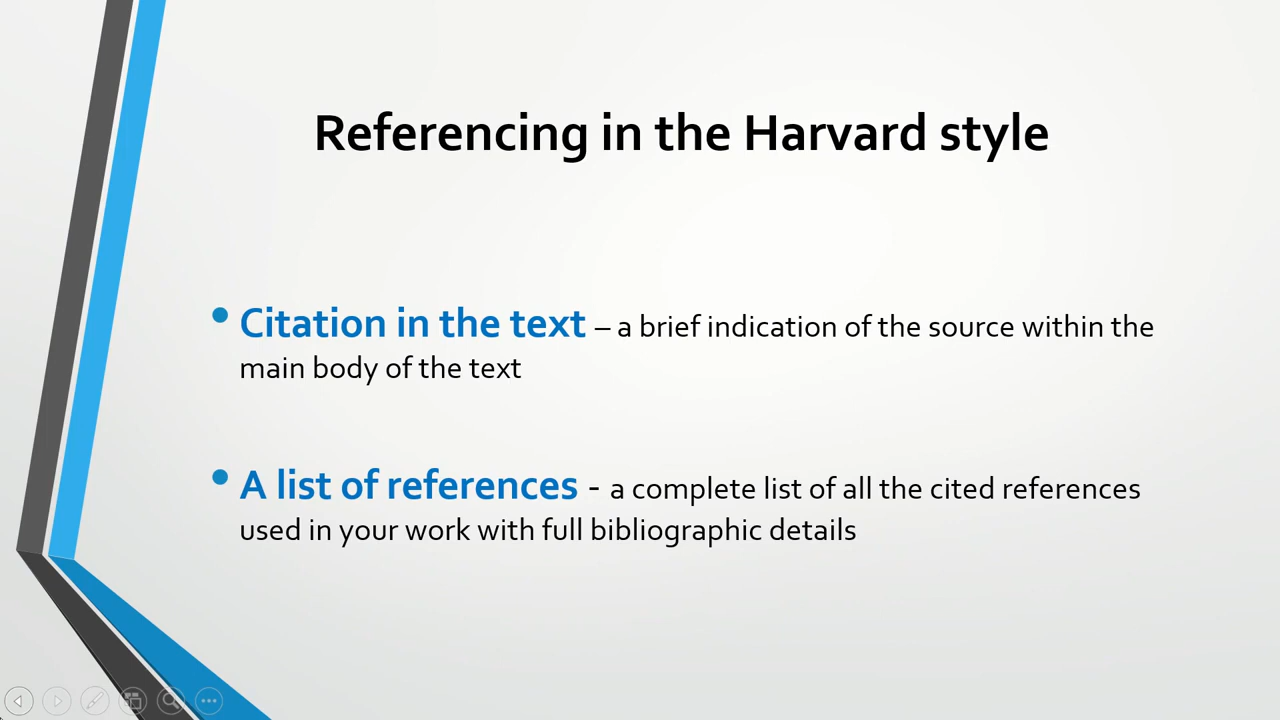 Referencing in the Harvard style
• Citation in the text – a brief indication of the source within the
main body of the text
• A list of references - a complete list of all the cited references
used in your work with full bibliographic details